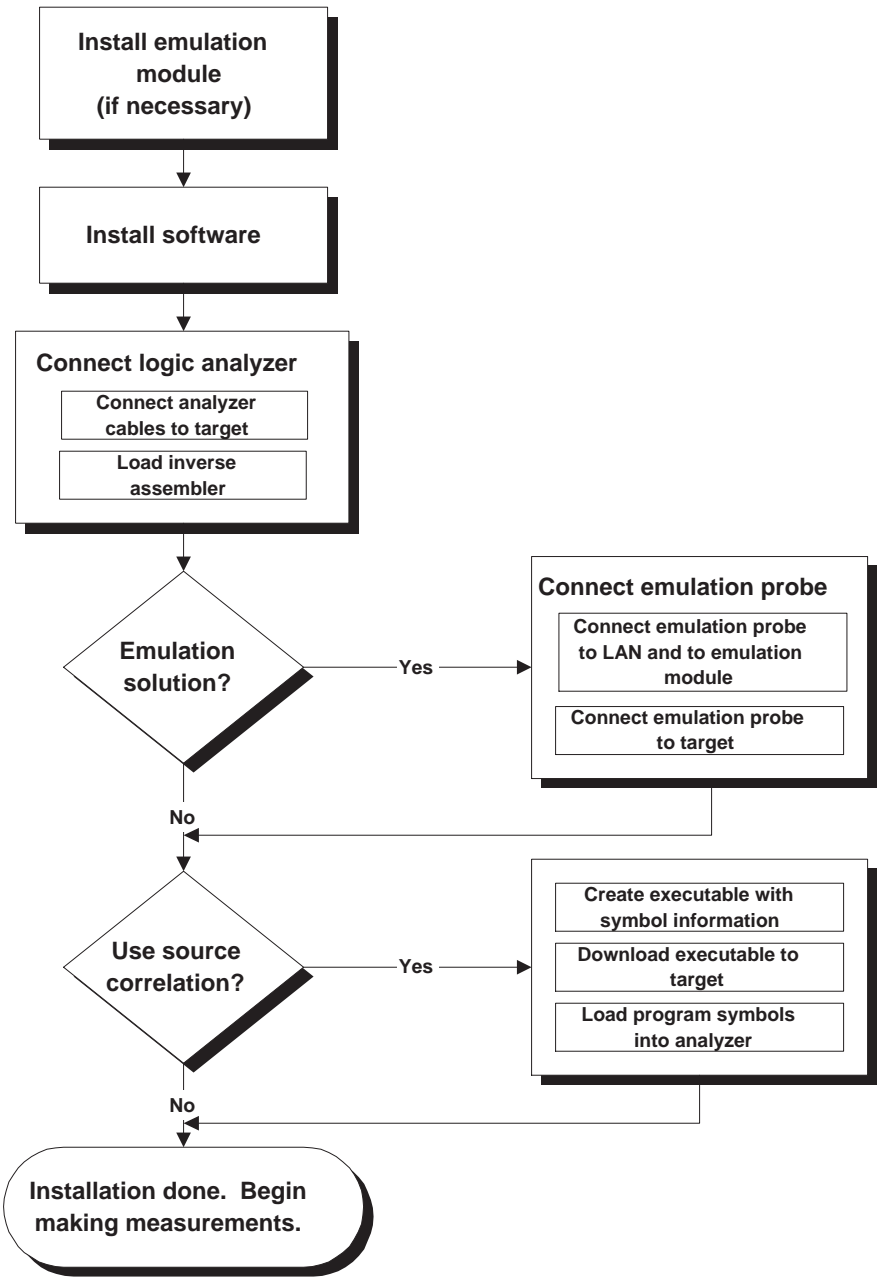 Install emulation
module
(if necessary)
Install software
Connect logic analyzer
Connect analyzer
cables to target
Load inverse
assembler
Emulation
solution?
Yes
Connect emulation probe
Connect emulation probe
to LAN and to emulation
module
Connect emulation probe
to target
No
Use source
correlation?
Yes
Create executable with
symbol information
Download executable to
target
Load program symbols
into analyzer
No
Installation done. Begin
making measurements.